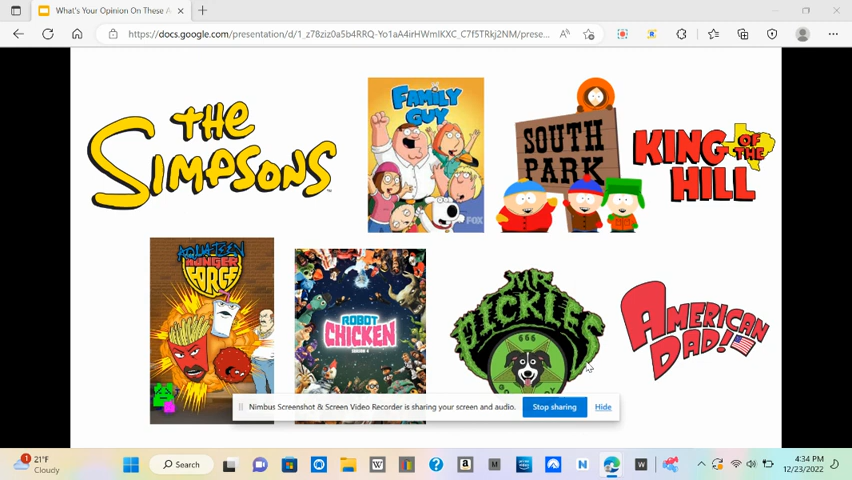 What's Your Opinion On These A
https://docs.google.com/presentation/d/1_z78ziz0a5b4RRQ-Yo1aA4irHWmIKXC_C7f5TRkj2NM/prese...
THE
SIMPSONS
FAMILY
GUY
FOX
SOUTH
PARK
KING OF THE
HILL
AQUA TEEN
HUNGER
FORCE
ROBOT
CHICKEN
SEASON 4
MR
PICKLES
666
AMERICAN
DAD!
Nimbus Screenshot & Screen Video Recorder is sharing your screen and audio.
Stop sharing
Hide
1
21°F
Cloudy
Search
4:34 PM
12/23/2022